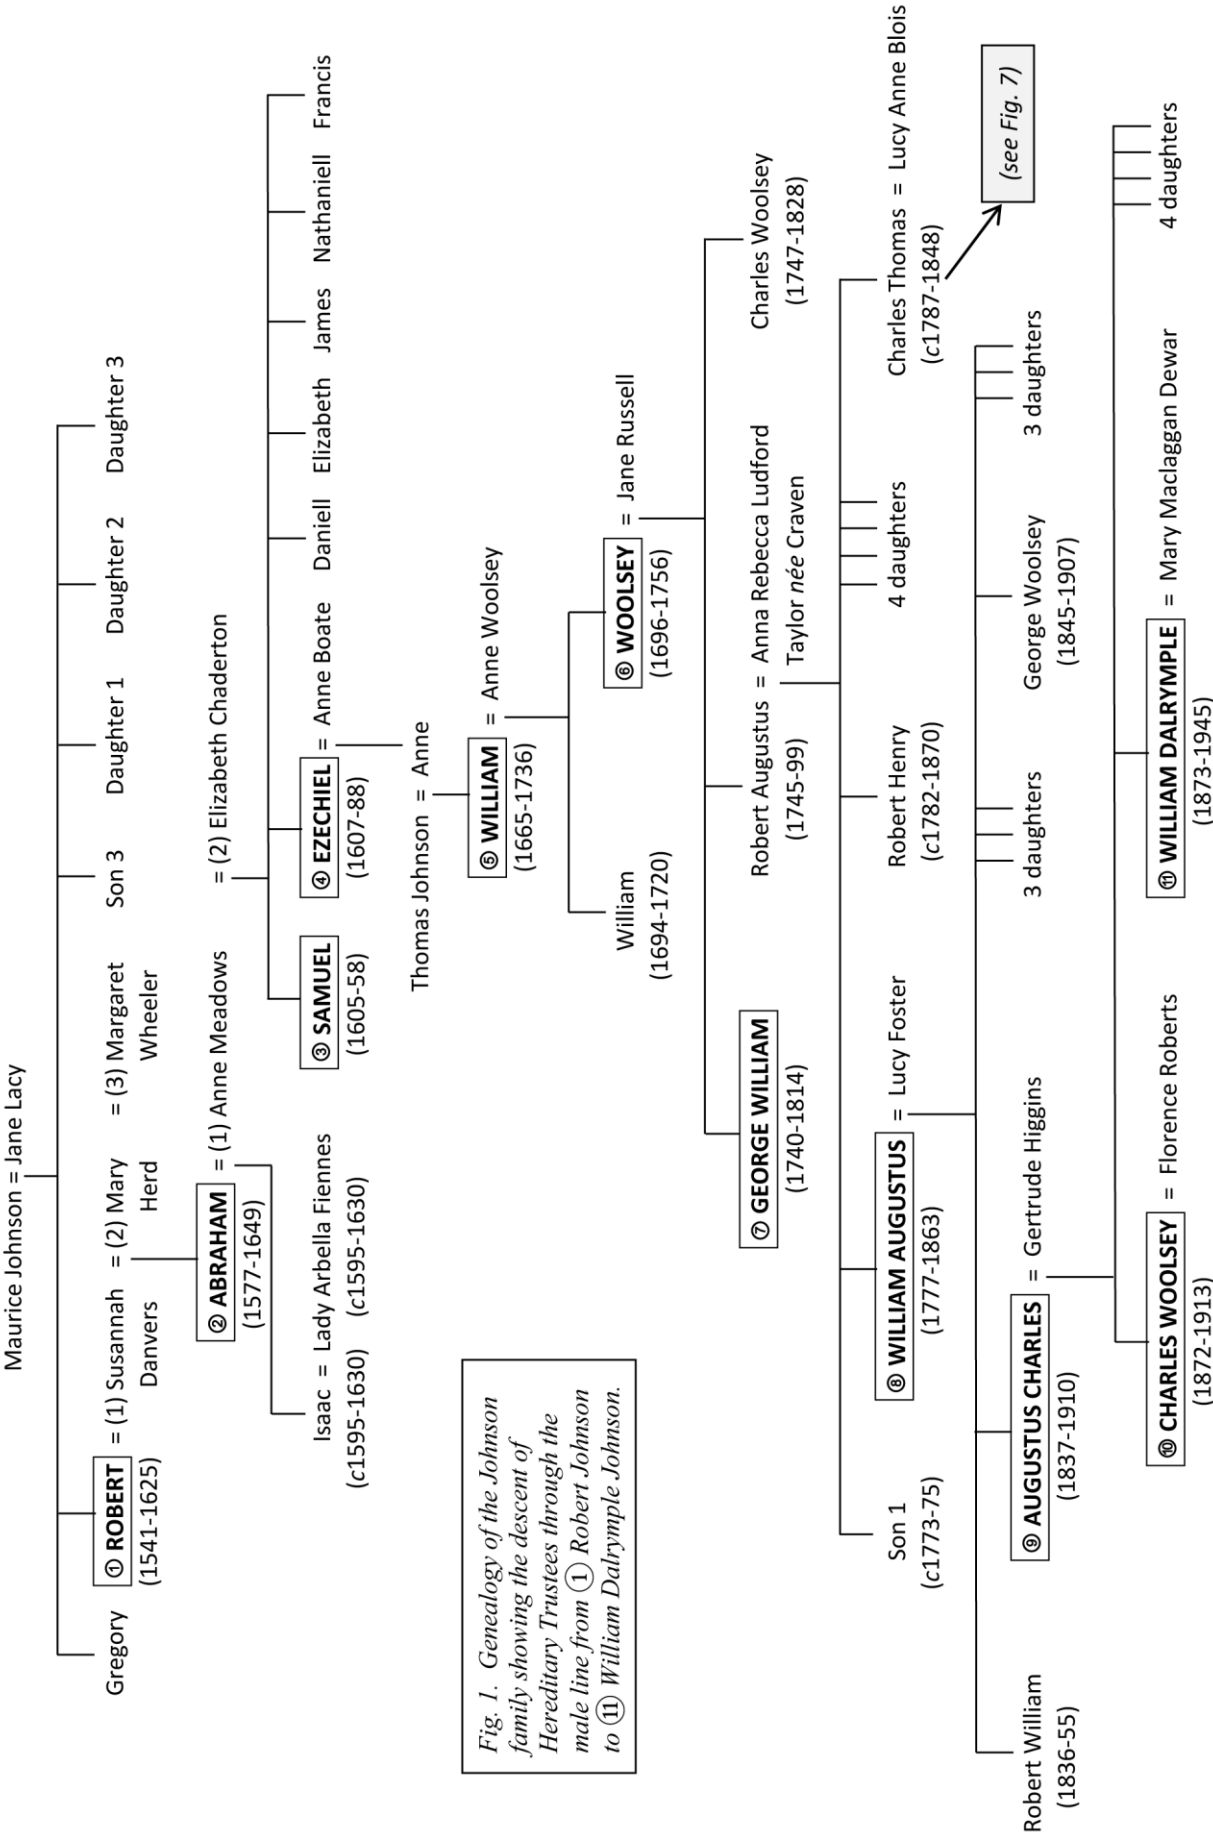 Maurice Johnson = Jane Lacy
Gregory
① ROBERT
(1541-1625)
= (1) Susannah
Danvers
= (2) Mary
Herd
= (3) Margaret
Wheeler
Son 3
Daughter 1
Daughter 2
Daughter 3
② ABRAHAM
(1577-1649)
= (1) Anne Meadows
= (2) Elizabeth Chaderton
Isaac = Lady Arbella Fiennes
(c1595-1630) (c1595-1630)
③ SAMUEL
(1605-58)
④ EZECHIEL
(1607-88)
= Anne Boate
Daniell
Elizabeth
James
Nathaniell
Francis
Thomas Johnson = Anne
⑤ WILLIAM
(1665-1736)
= Anne Woolsey
William
(1694-1720)
⑥ WOOLSEY
(1696-1756)
= Jane Russell
⑦ GEORGE WILLIAM
(1740-1814)
Robert Augustus = Anna Rebecca Ludford
(1745-99)
Taylor née Craven
Charles Woolsey
(1747-1828)
Son 1
(c1773-75)
⑧ WILLIAM AUGUSTUS
(1777-1863)
= Lucy Foster
Robert Henry
(c1782-1870)
4 daughters
Charles Thomas = Lucy Anne Blois
(c1787-1848)
(see Fig. 7)
Robert William
(1836-55)
⑨ AUGUSTUS CHARLES
(1837-1910)
= Gertrude Higgins
3 daughters
George Woolsey
(1845-1907)
3 daughters
⑩ CHARLES WOOLSEY
(1872-1913)
= Florence Roberts
⑪ WILLIAM DALRYMPLE
(1873-1945)
= Mary Maclaggan Dewar
4 daughters
Fig. 1. Genealogy of the Johnson
family showing the descent of
Hereditary Trustees through the
male line from ① Robert Johnson
to ⑪ William Dalrymple Johnson.